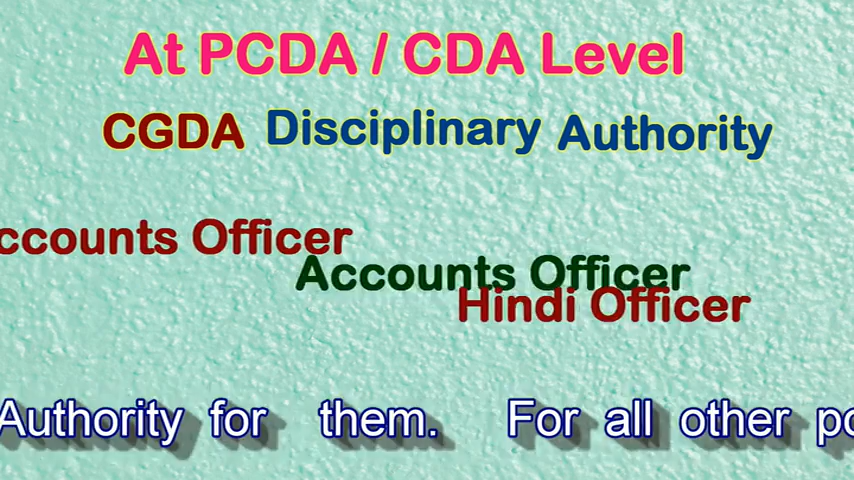 At PCDA / CDA Level
CGDA Disciplinary Authority
ccounts Officer
Accounts Officer
Hindi Officer
Authority for them. For all other po